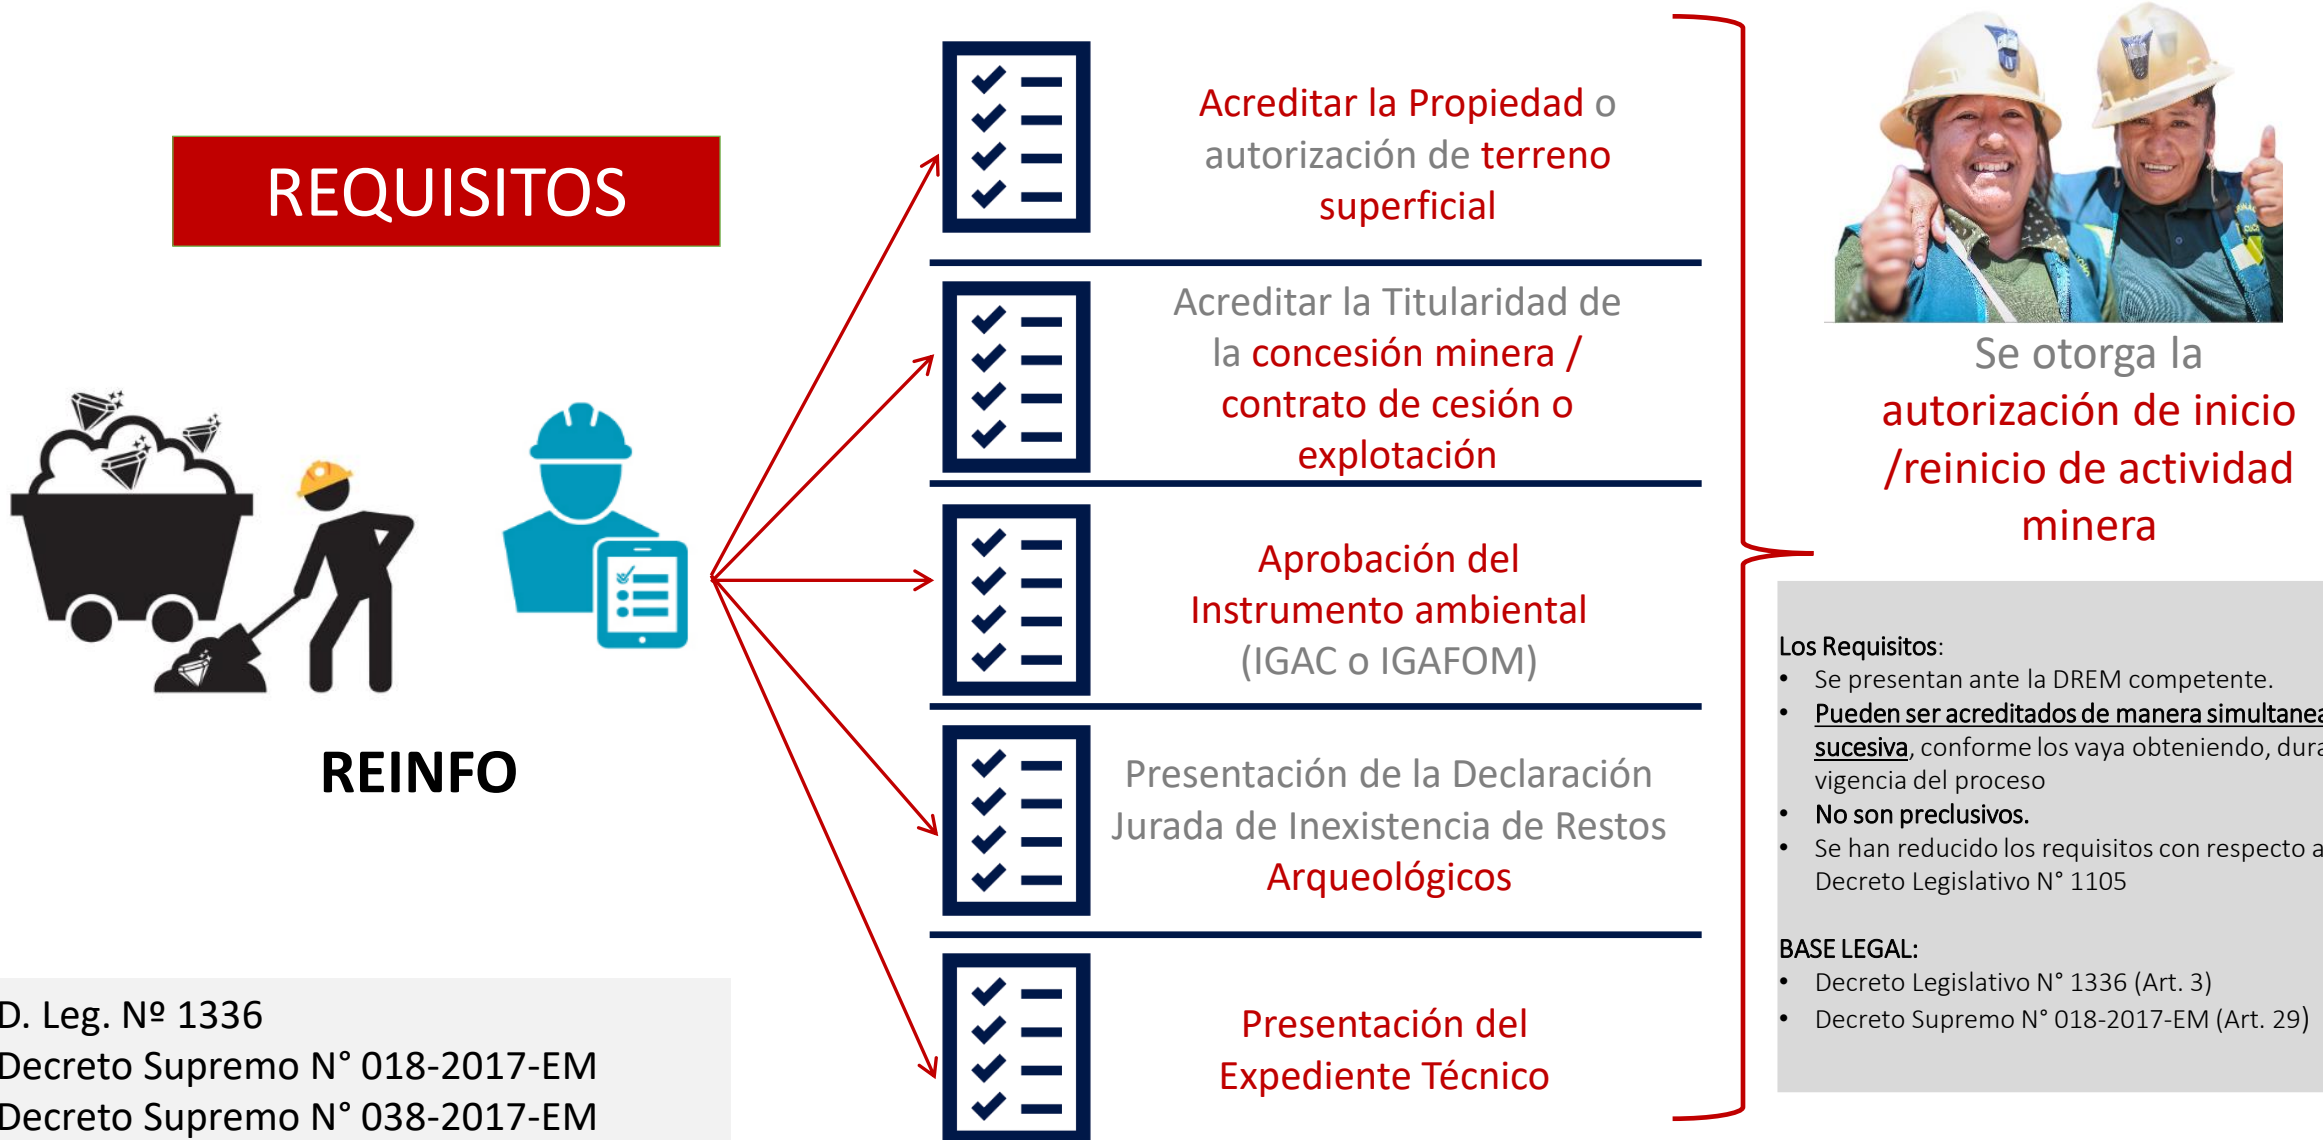 REQUISITOS
REINFO
D. Leg. Nº 1336
Decreto Supremo N° 018-2017-EM
Decreto Supremo N° 038-2017-EM
Acreditar la Propiedad o
autorización de terreno
superficial
Acreditar la Titularidad de
la concesión minera /
contrato de cesión o
explotación
Aprobación del
Instrumento ambiental
(IGAC o IGAFOM)
Presentación de la Declaración
Jurada de Inexistencia de Restos
Arqueológicos
Presentación del
Expediente Técnico
Se otorga la
autorización de inicio
/reinicio de actividad
minera
Los Requisitos:
• Se presentan ante la DREM competente.
• Pueden ser acreditados de manera simultanea
sucesiva, conforme los vaya obteniendo, dura
vigencia del proceso
• No son preclusivos.
• Se han reducido los requisitos con respecto a
Decreto Legislativo N° 1105
BASE LEGAL:
• Decreto Legislativo N° 1336 (Art. 3)
• Decreto Supremo N° 018-2017-EM (Art. 29)